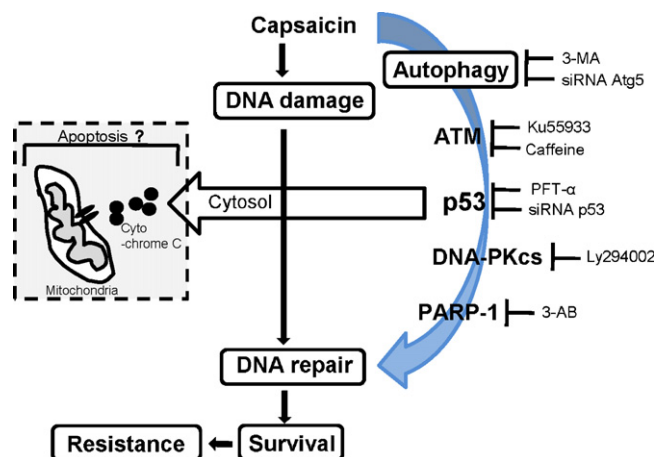 Capsaicin
Autophagy
3-MA
siRNA Atg5
DNA damage
ATM
Ku55933
Caffeine
Apoptosis ?
Cyto
-chrome C
Mitochondria
Cytosol
p53
PFT-α
siRNA p53
DNA-PKcs
Ly294002
PARP-1
3-AB
DNA repair
Resistance
Survival